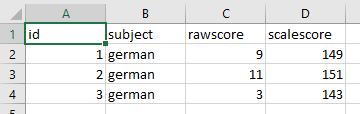 A B C D
1 id subject rawscore scalescore
2 1 german 9 149
3 2 german 11 151
4 3 german 3 143